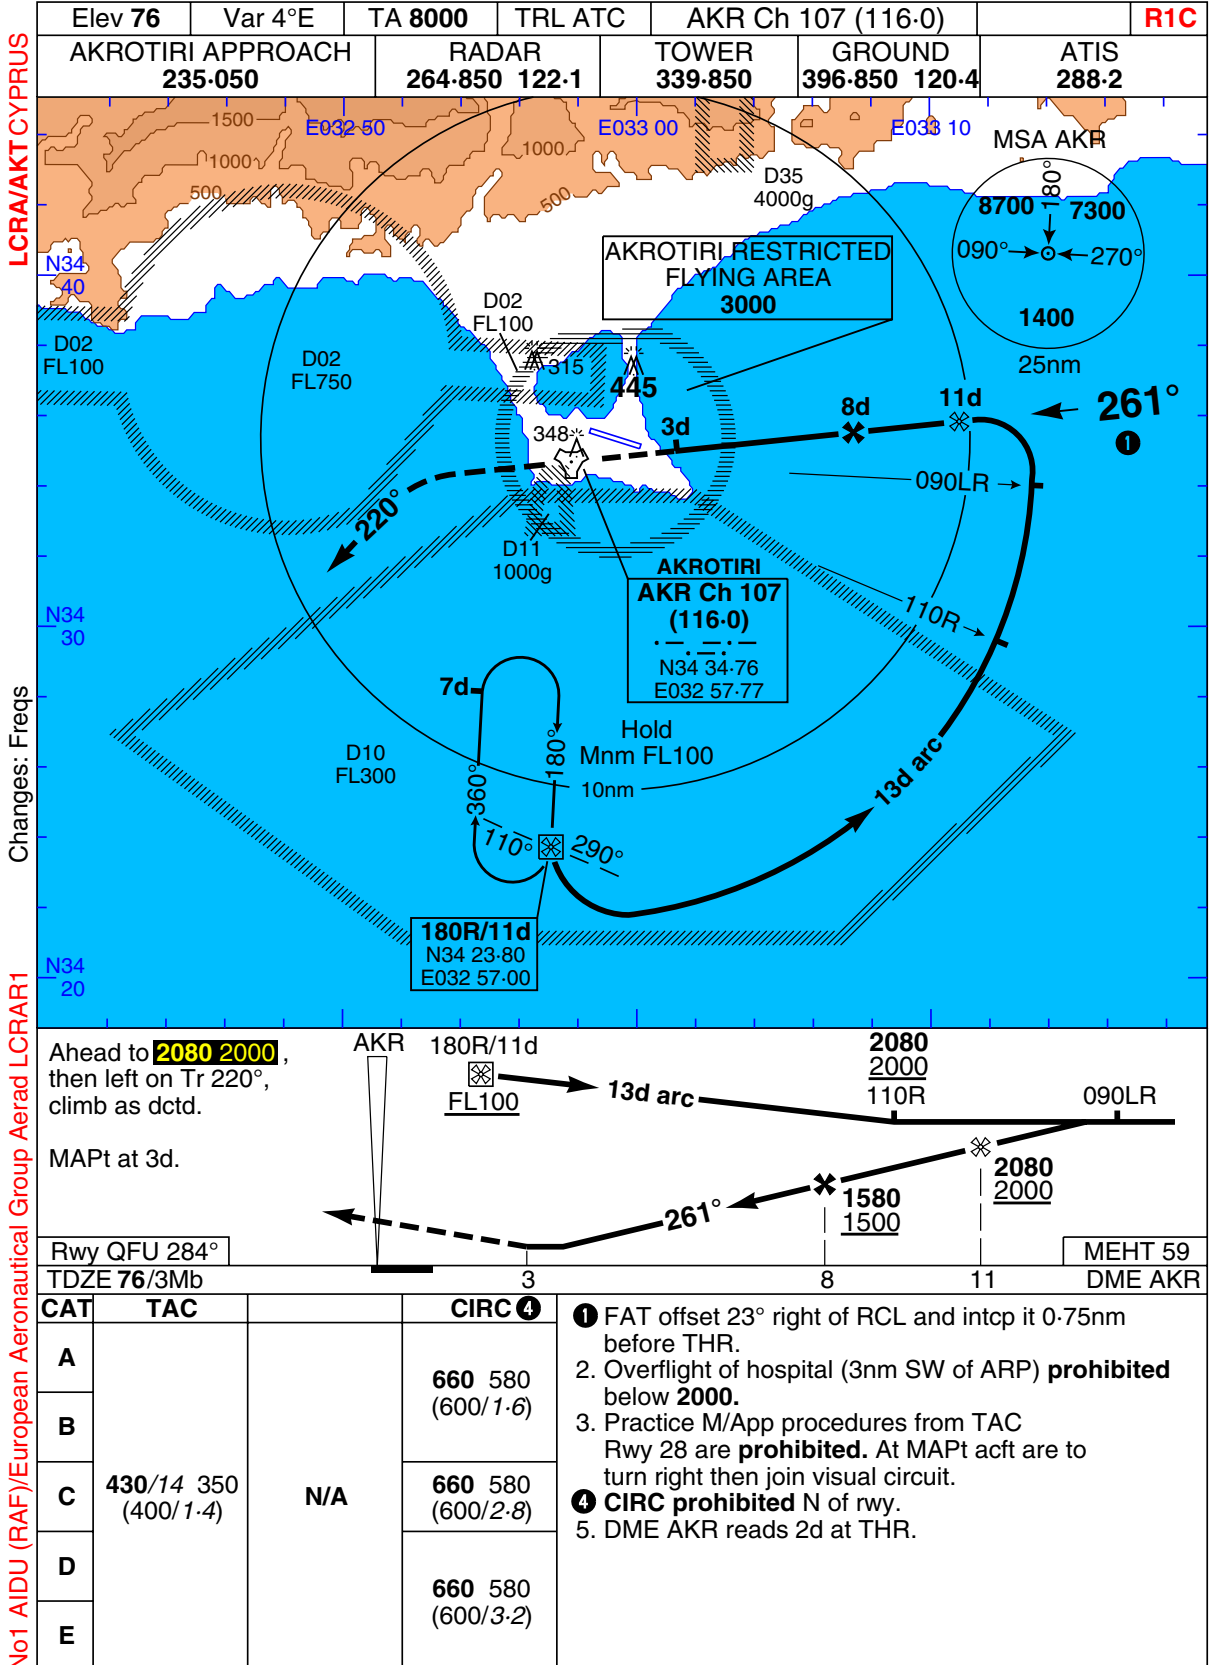 Elev 76
Var 4°E
TA 8000
TRL ATC
AKR Ch 107 (116·0)
R1C
AKROTIRI APPROACH
235·050
RADAR
264·850 122·1
TOWER
339·850
GROUND
396·850 120·4
ATIS
288·2
LCRA/AKT CYPRUS
Changes: Freqs
No1 AIDU (RAF)/European Aeronautical Group Aerad LCRAR1
1500
E032 50
E033 00
E033 10
1000
1000
500
500
MSA AKR
180°
8700
7300
090°
270°
1400
25nm
D35
4000g
AKROTIRI RESTRICTED
FLYING AREA
3000
N34
40
D02
FL100
D02
FL100
D02
FL750
315
445
348
3d
8d
11d
261°
1
090LR
220°
D11
1000g
AKROTIRI
AKR Ch 107
(116·0)
N34 34·76
E032 57·77
110R
N34
30
7d
Hold
Mnm FL100
180°
360°
D10
FL300
10nm
13d arc
110°
290°
180R/11d
N34 23·80
E032 57·00
N34
20
Ahead to 2080 2000 ,
then left on Tr 220°,
climb as dctd.
MAPt at 3d.
AKR
180R/11d
FL100
13d arc
2080
2000
110R
090LR
2080
2000
1580
1500
261°
Rwy QFU 284°
MEHT 59
TDZE 76/3Mb
3
8
11
DME AKR
CAT
TAC
CIRC 4
A
B
C
D
E
430/14 350
(400/1·4)
N/A
660 580
(600/1·6)
660 580
(600/2·8)
660 580
(600/3·2)
1 FAT offset 23° right of RCL and intcp it 0·75nm
before THR.
2. Overflight of hospital (3nm SW of ARP) prohibited
below 2000.
3. Practice M/App procedures from TAC
Rwy 28 are prohibited. At MAPt acft are to
turn right then join visual circuit.
4 CIRC prohibited N of rwy.
5. DME AKR reads 2d at THR.